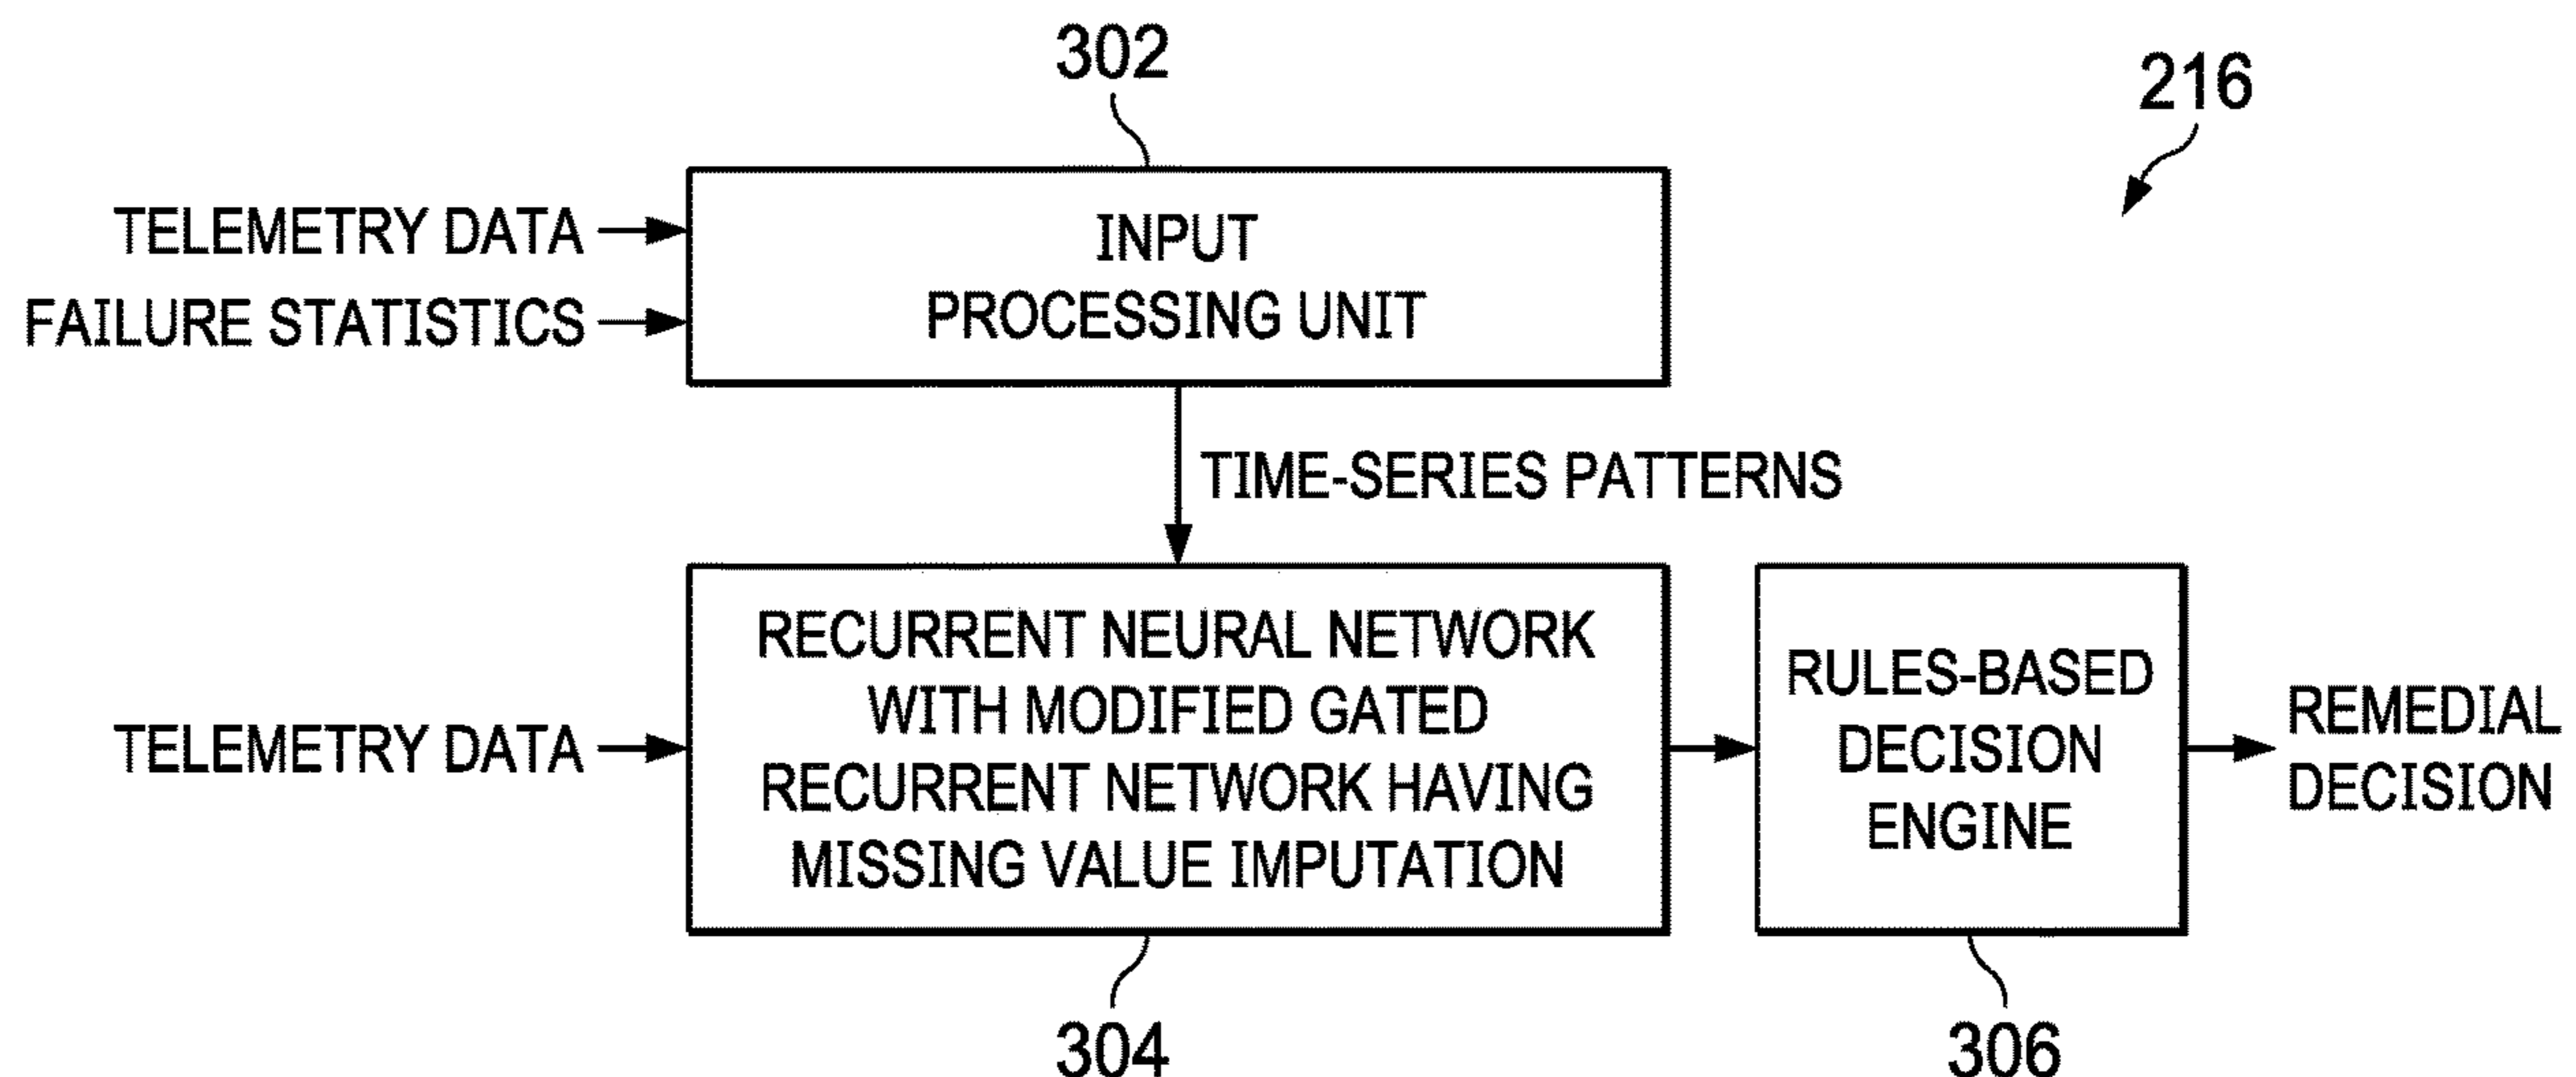 302
216
TELEMETRY DATA
FAILURE STATISTICS
INPUT
PROCESSING UNIT
TIME-SERIES PATTERNS
TELEMETRY DATA
RECURRENT NEURAL NETWORK
WITH MODIFIED GATED
RECURRENT NETWORK HAVING
MISSING VALUE IMPUTATION
RULES-BASED
DECISION
ENGINE
REMEDIAL
DECISION
304
306